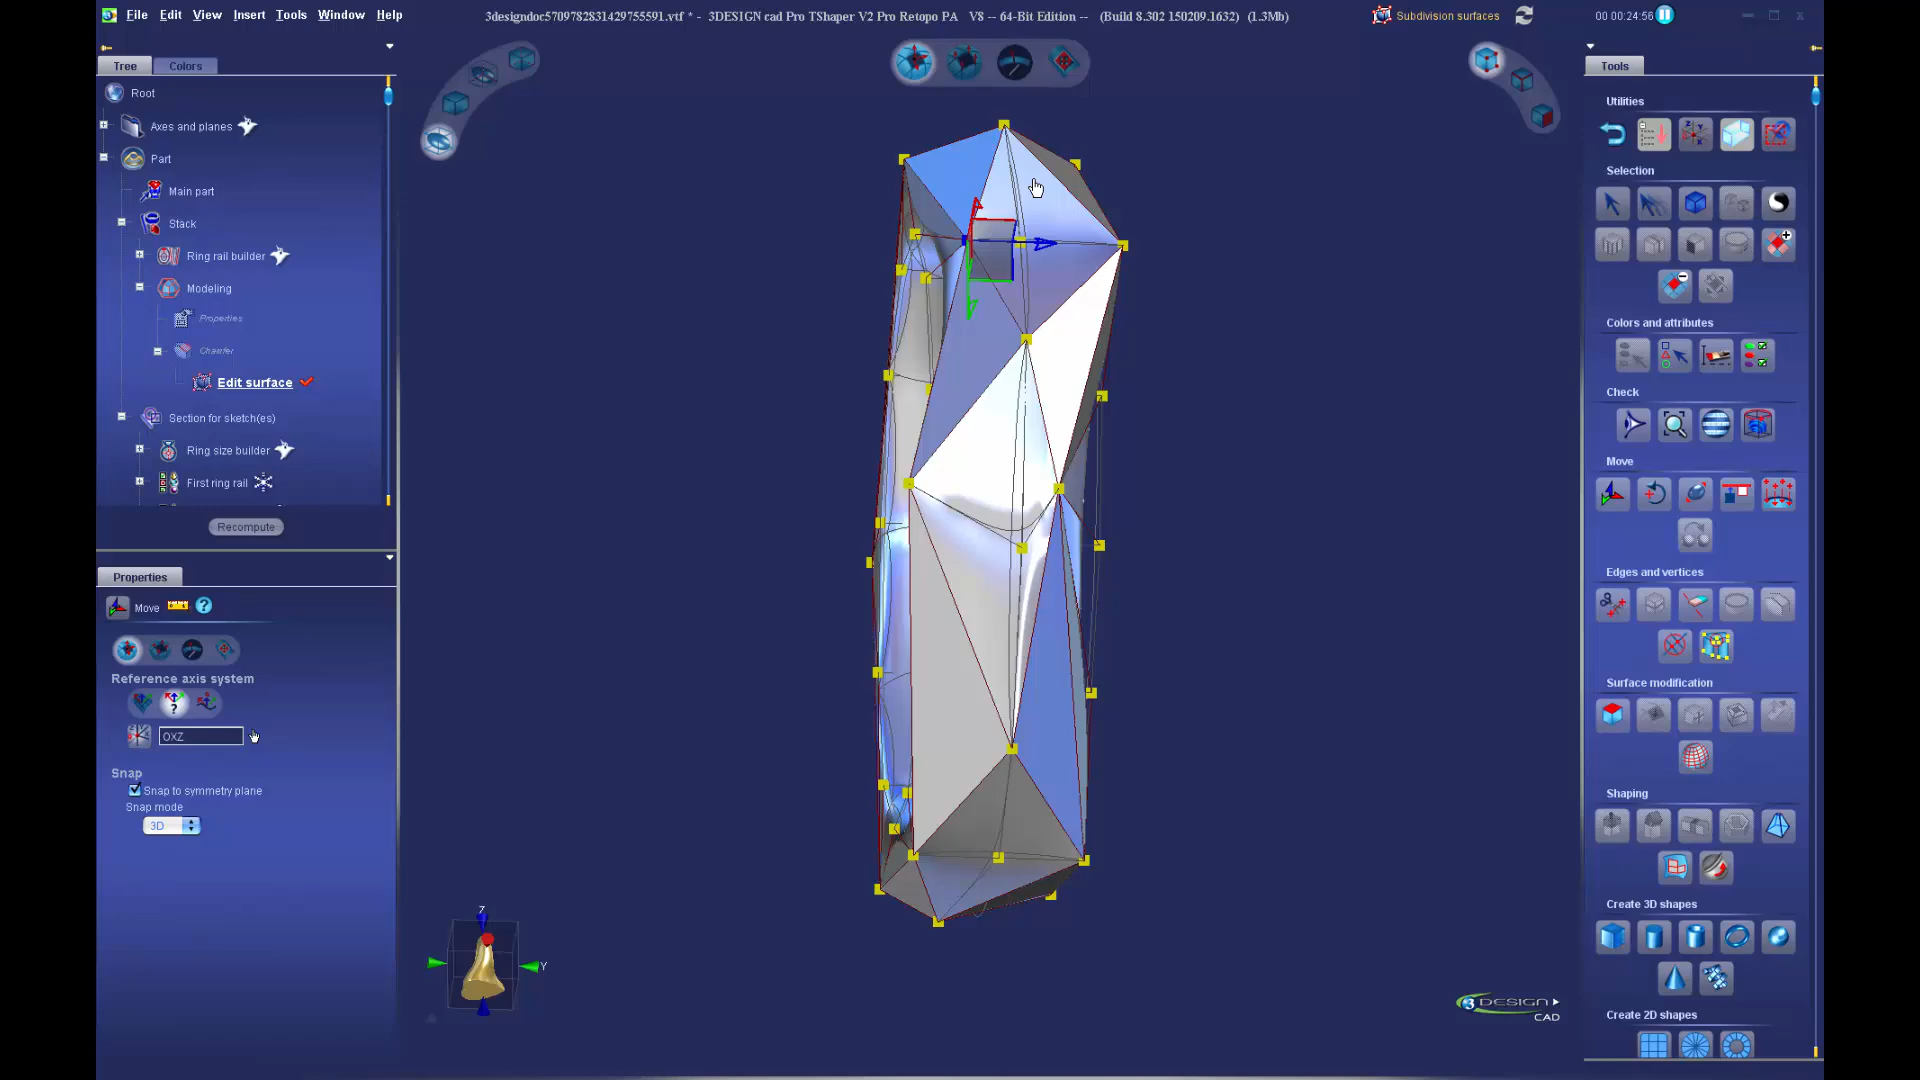 File Edit View Insert Tools Window Help
3designdoc5709782831429755591.vtf * - 3DESIGN cad Pro TShaper V2 Pro Retopo PA V8 -- 64-Bit Edition -- (Build 8.302 150209.1632) (1.3Mb)
Subdivision surfaces
00 00:24:56
Tree Colors
Root
Axes and planes
Part
Main part
Stack
Ring rail builder
Modeling
Properties
Chamfer
Edit surface
Section for sketch(es)
Ring size builder
First ring rail
Recompute
Properties
Move
Reference axis system
OXZ
Snap
Snap to symmetry plane
Snap mode
3D
Z
Y
3DESIGN
CAD
Tools
Utilities
Selection
Colors and attributes
Check
Move
Edges and vertices
Surface modification
Shaping
Create 3D shapes
Create 2D shapes